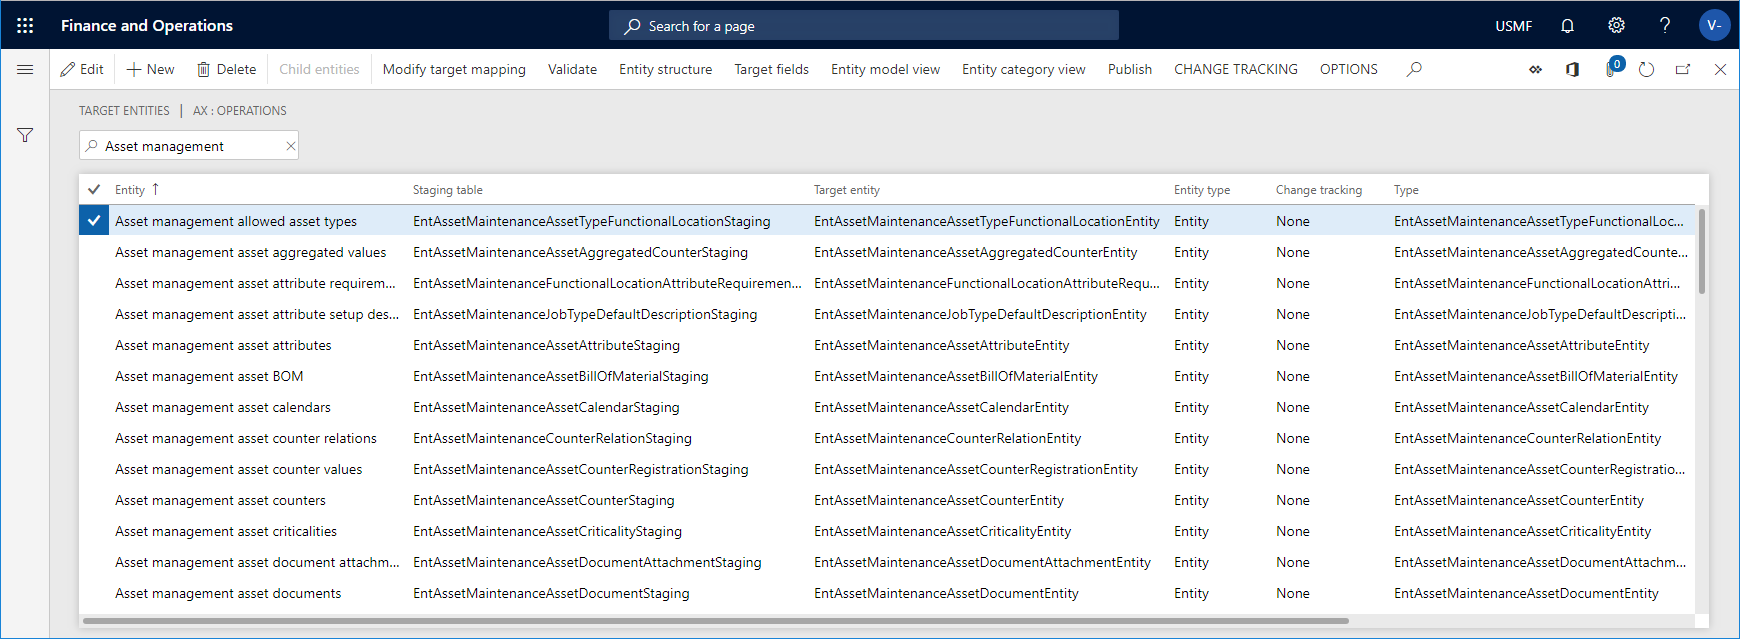 Finance and Operations Search for a page USMF ? V-
Edit New Delete Child entities Modify target mapping Validate Entity structure Target fields Entity model view Entity category view Publish CHANGE TRACKING OPTIONS 0
TARGET ENTITIES | AX : OPERATIONS
Asset management
Entity ↑ Staging table Target entity Entity type Change tracking Type
Asset management allowed asset types EntAssetMaintenanceAssetTypeFunctionalLocationStaging EntAssetMaintenanceAssetTypeFunctionalLocationEntity Entity None EntAssetMaintenanceAssetTypeFunctionalLoc...
Asset management asset aggregated values EntAssetMaintenanceAssetAggregatedCounterStaging EntAssetMaintenanceAssetAggregatedCounterEntity Entity None EntAssetMaintenanceAssetAggregatedCounte...
Asset management asset attribute requirem... EntAssetMaintenanceFunctionalLocationAttributeRequiremen... EntAssetMaintenanceFunctionalLocationAttributeRequ... Entity None EntAssetMaintenanceFunctionalLocationAttri...
Asset management asset attribute setup des... EntAssetMaintenanceJobTypeDefaultDescriptionStaging EntAssetMaintenanceJobTypeDefaultDescriptionEntity Entity None EntAssetMaintenanceJobTypeDefaultDescripti...
Asset management asset attributes EntAssetMaintenanceAssetAttributeStaging EntAssetMaintenanceAssetAttributeEntity Entity None EntAssetMaintenanceAssetAttributeEntity
Asset management asset BOM EntAssetMaintenanceAssetBillOfMaterialStaging EntAssetMaintenanceAssetBillOfMaterialEntity Entity None EntAssetMaintenanceAssetBillOfMaterialEntity
Asset management asset calendars EntAssetMaintenanceAssetCalendarStaging EntAssetMaintenanceAssetCalendarEntity Entity None EntAssetMaintenanceAssetCalendarEntity
Asset management asset counter relations EntAssetMaintenanceCounterRelationStaging EntAssetMaintenanceCounterRelationEntity Entity None EntAssetMaintenanceCounterRelationEntity
Asset management asset counter values EntAssetMaintenanceAssetCounterRegistrationStaging EntAssetMaintenanceAssetCounterRegistrationEntity Entity None EntAssetMaintenanceAssetCounterRegistratio...
Asset management asset counters EntAssetMaintenanceAssetCounterStaging EntAssetMaintenanceAssetCounterEntity Entity None EntAssetMaintenanceAssetCounterEntity
Asset management asset criticalities EntAssetMaintenanceAssetCriticalityStaging EntAssetMaintenanceAssetCriticalityEntity Entity None EntAssetMaintenanceAssetCriticalityEntity
Asset management asset document attachm... EntAssetMaintenanceAssetDocumentAttachmentStaging EntAssetMaintenanceAssetDocumentAttachmentEntity Entity None EntAssetMaintenanceAssetDocumentAttachm...
Asset management asset documents EntAssetMaintenanceAssetDocumentStaging EntAssetMaintenanceAssetDocumentEntity Entity None EntAssetMaintenanceAssetDocumentEntity